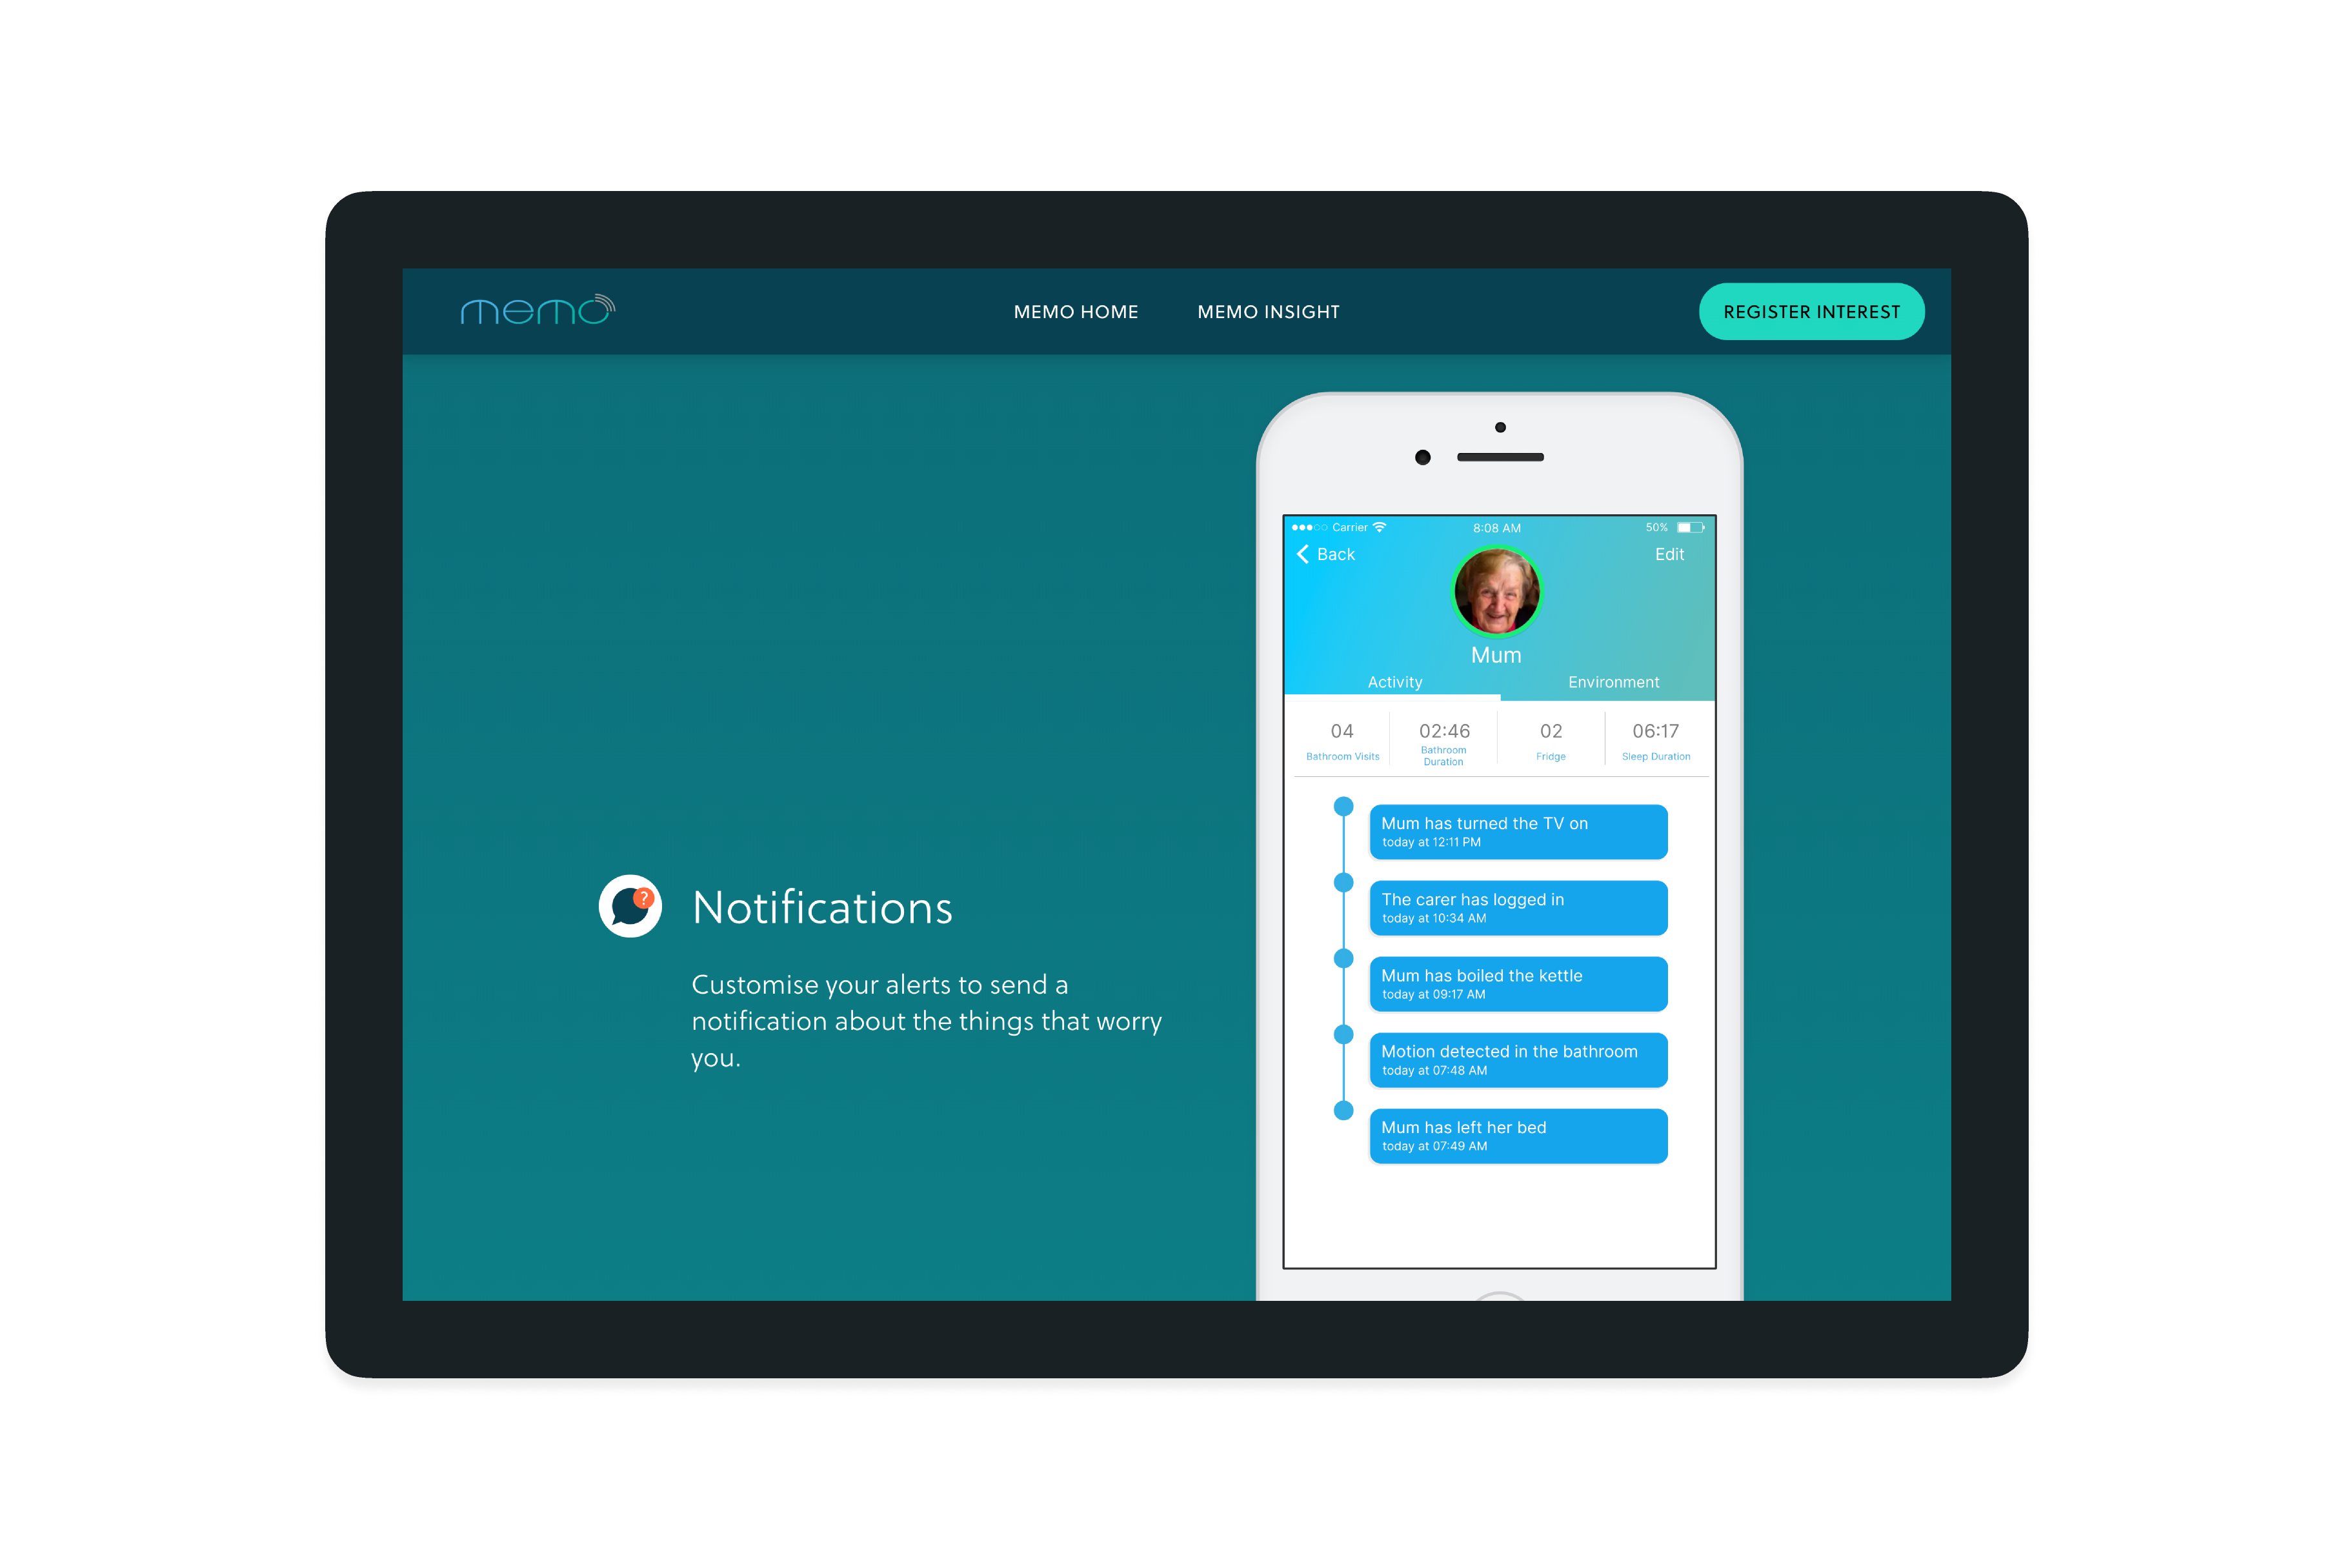 memo
MEMO HOME
MEMO INSIGHT
REGISTER INTEREST
Notifications
Customise your alerts to send a
notification about the things that worry
you.
?
Carrier
8:08 AM
50%
Back
Edit
Mum
Activity
Environment
04
Bathroom Visits
02:46
Bathroom
Duration
02
Fridge
06:17
Sleep Duration
Mum has turned the TV on
today at 12:11 PM
The carer has logged in
today at 10:34 AM
Mum has boiled the kettle
today at 09:17 AM
Motion detected in the bathroom
today at 07:48 AM
Mum has left her bed
today at 07:49 AM